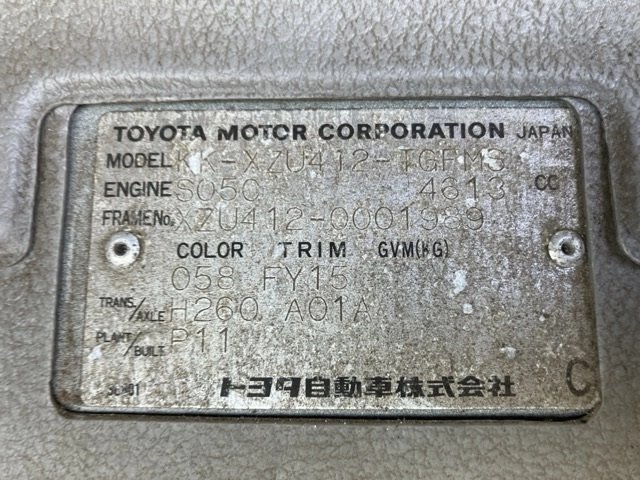 TOYOTA MOTOR CORPORATION JAPAN
MODEL KK-XZU412-TGFMS
ENGINE S05C 4613 CC
FRAME No. XZU412-0001989
COLOR TRIM GVM(KG)
058 FY15
TRANS./AXLE H260 A01A
PLANT/BUILT P11
トヨタ自動車株式会社 C